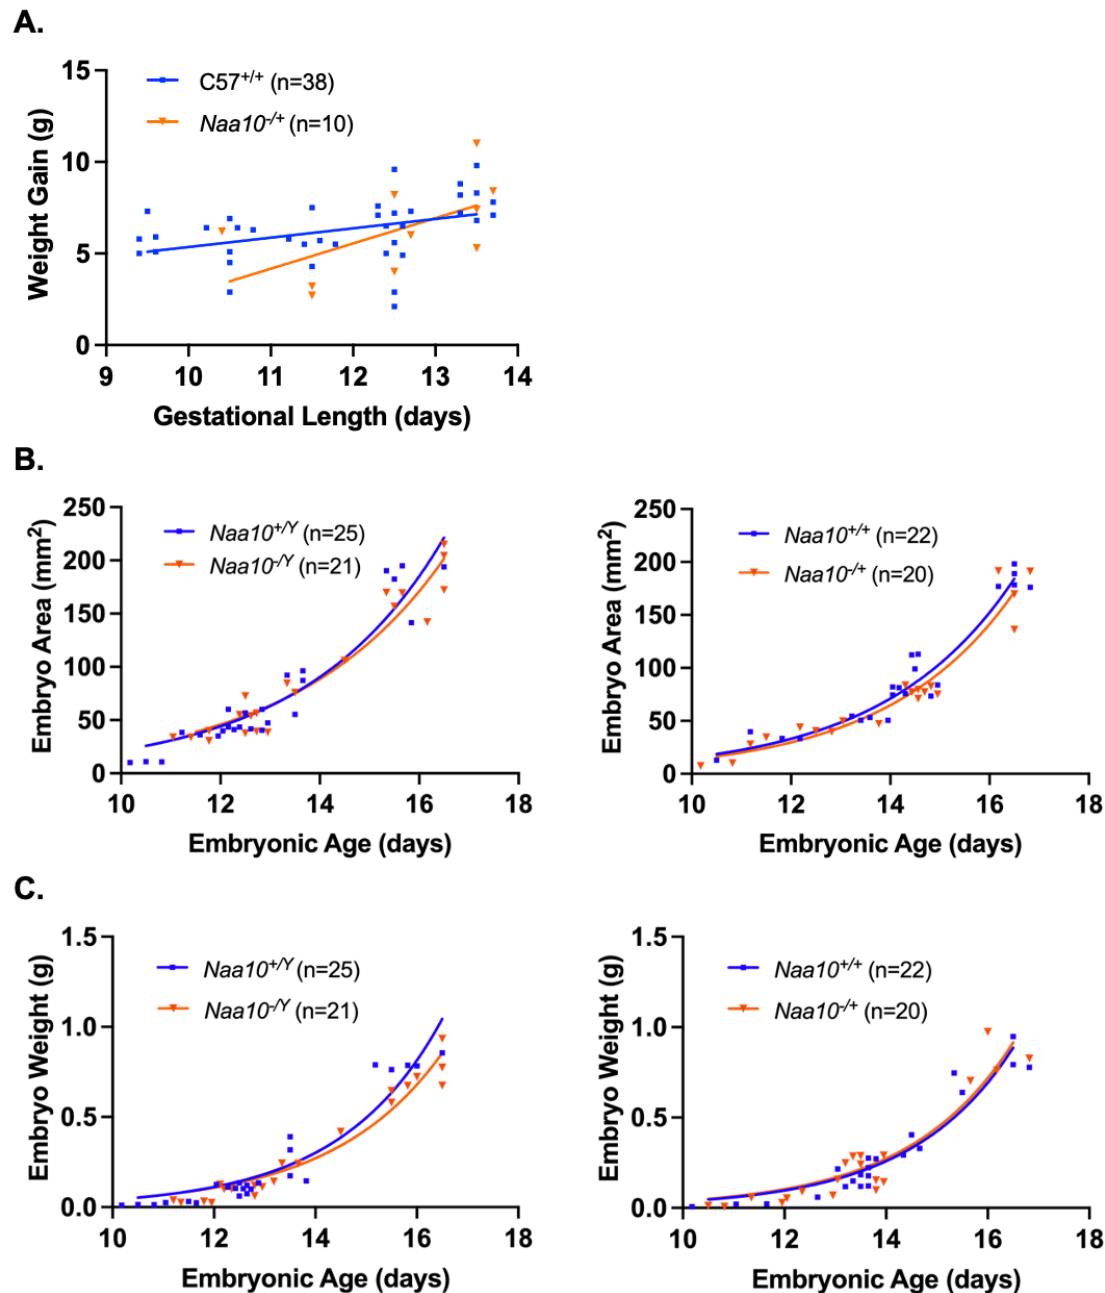 A.
15
10
5
0
Weight Gain (g)
C57+/+ (n=38)
Naa10-/+ (n=10)
9 10 11 12 13 14
Gestational Length (days)
B.
250
200
150
100
50
0
Embryo Area (mm2)
Naa10+/Y (n=25)
Naa10-/Y (n=21)
10 12 14 16 18
Embryonic Age (days)
250
200
150
100
50
0
Embryo Area (mm2)
Naa10+/+ (n=22)
Naa10-/+ (n=20)
10 12 14 16 18
Embryonic Age (days)
C.
1.5
1.0
0.5
0.0
Embryo Weight (g)
Naa10+/Y (n=25)
Naa10-/Y (n=21)
10 12 14 16 18
Embryonic Age (days)
1.5
1.0
0.5
0.0
Embryo Weight (g)
Naa10+/+ (n=22)
Naa10-/+ (n=20)
10 12 14 16 18
Embryonic Age (days)